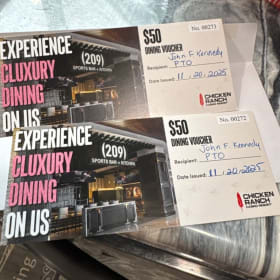 EXPERIENCE
CLUXURY
DINING
ON US
(209)
SPORTS BAR + KITCHEN
$50
DINING VOUCHER
No. 00273
John F. Kennedy
Recipient: PTO
Date Issued: 11.20.2025
CHICKEN
RANCH
EXPERIENCE
CLUXURY
DINING
ON US
(209)
SPORTS BAR + KITCHEN
$50
DINING VOUCHER
No. 00272
John F. Kennedy
Recipient: PTO
Date Issued: 11.20.2025
CHICKEN
RANCH